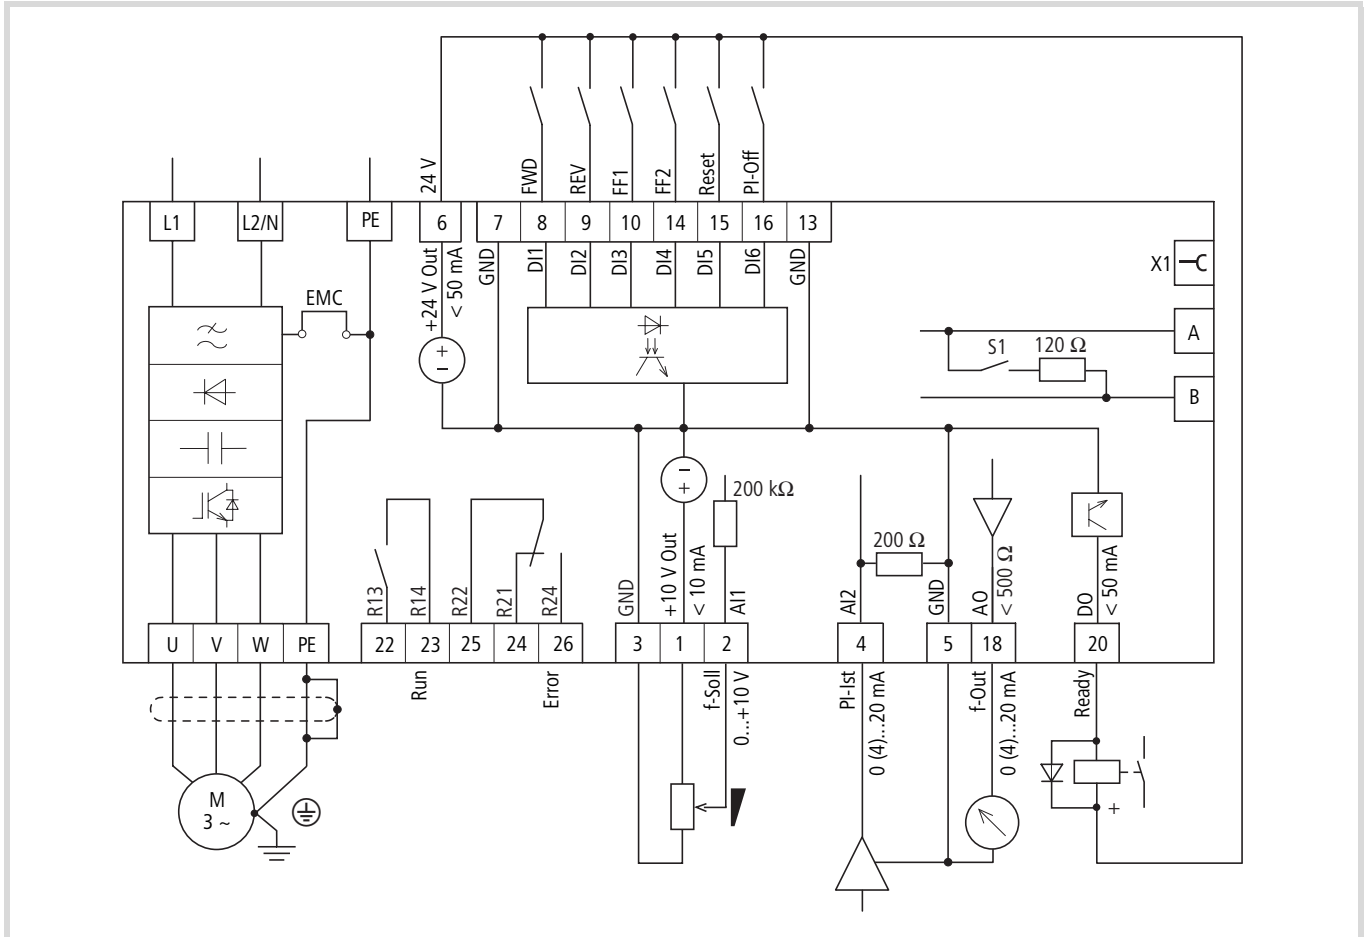 24 V
FWD
REV
FF1
FF2
Reset
PI-Off
L1
L2/N
PE
6
7
8
9
10
14
15
16
13
+24 V Out
< 50 mA
GND
DI1
DI2
DI3
DI4
DI5
DI6
GND
X1
EMC
+
−
A
S1
120 Ω
B
−
+
200 kΩ
200 Ω
R13
R14
R22
R21
R24
GND
+10 V Out
< 10 mA
AI1
AI2
GND
AO
< 500 Ω
DO
< 50 mA
U
V
W
PE
22
23
25
24
26
3
1
2
4
5
18
20
Run
Error
f-Soll
0...+10 V
PI-Ist
0 (4)...20 mA
f-Out
0 (4)...20 mA
Ready
M
3 ~
+